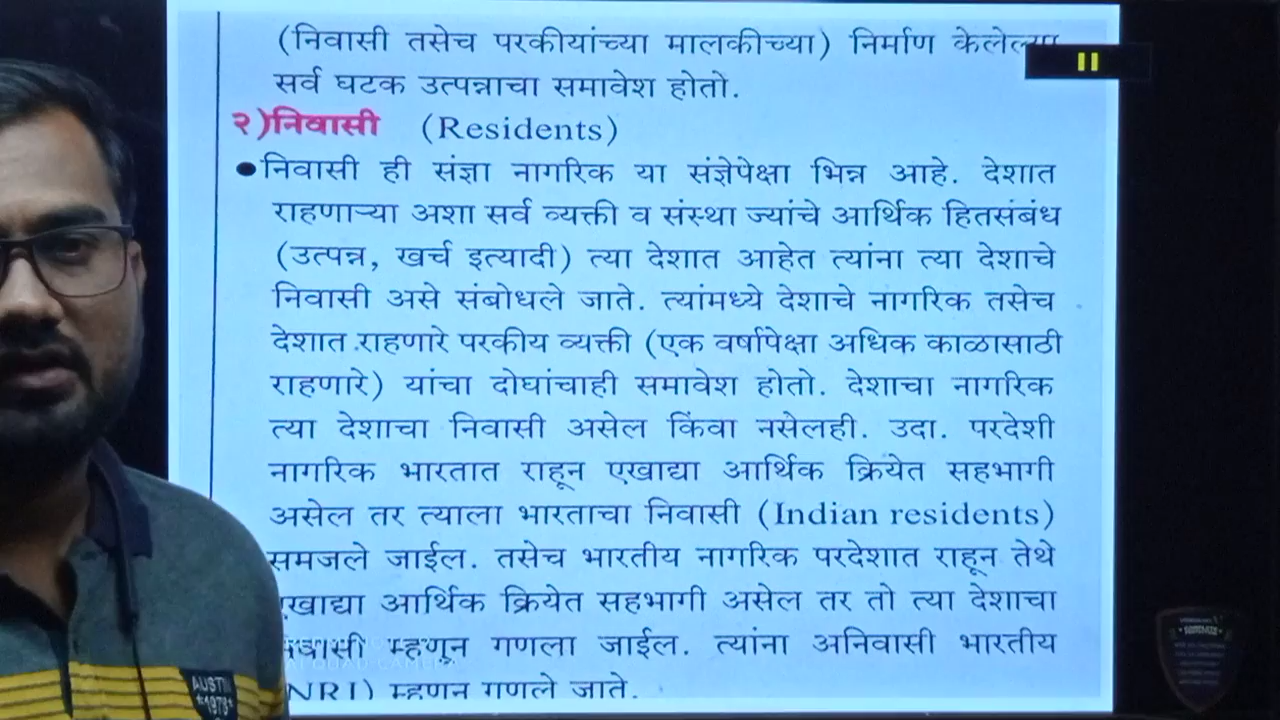 (निवासी तसेच परकीयांच्या मालकीच्या) निर्माण केलेल्या
सर्व घटक उत्पन्नाचा समावेश होतो.
२)निवासी (Residents)
●निवासी ही संज्ञा नागरिक या संज्ञेपेक्षा भिन्न आहे. देशात
राहणाऱ्या अशा सर्व व्यक्ती व संस्था ज्यांचे आर्थिक हितसंबंध
(उत्पन्न, खर्च इत्यादी) त्या देशात आहेत त्यांना त्या देशाचे
निवासी असे संबोधले जाते. त्यांमध्ये देशाचे नागरिक तसेच
देशात राहणारे परकीय व्यक्ती (एक वर्षापेक्षा अधिक काळासाठी
राहणारे) यांचा दोघांचाही समावेश होतो. देशाचा नागरिक
त्या देशाचा निवासी असेल किंवा नसेलही. उदा. परदेशी
नागरिक भारतात राहून एखाद्या आर्थिक क्रियेत सहभागी
असेल तर त्याला भारताचा निवासी (Indian residents)
समजले जाईल. तसेच भारतीय नागरिक परदेशात राहून तेथे
एखाद्या आर्थिक क्रियेत सहभागी असेल तर तो त्या देशाचा
निवासी म्हणून गणला जाईल. त्यांना अनिवासी भारतीय
(NRI) म्हणून गणले जाते.
AUSTIN
*1973*